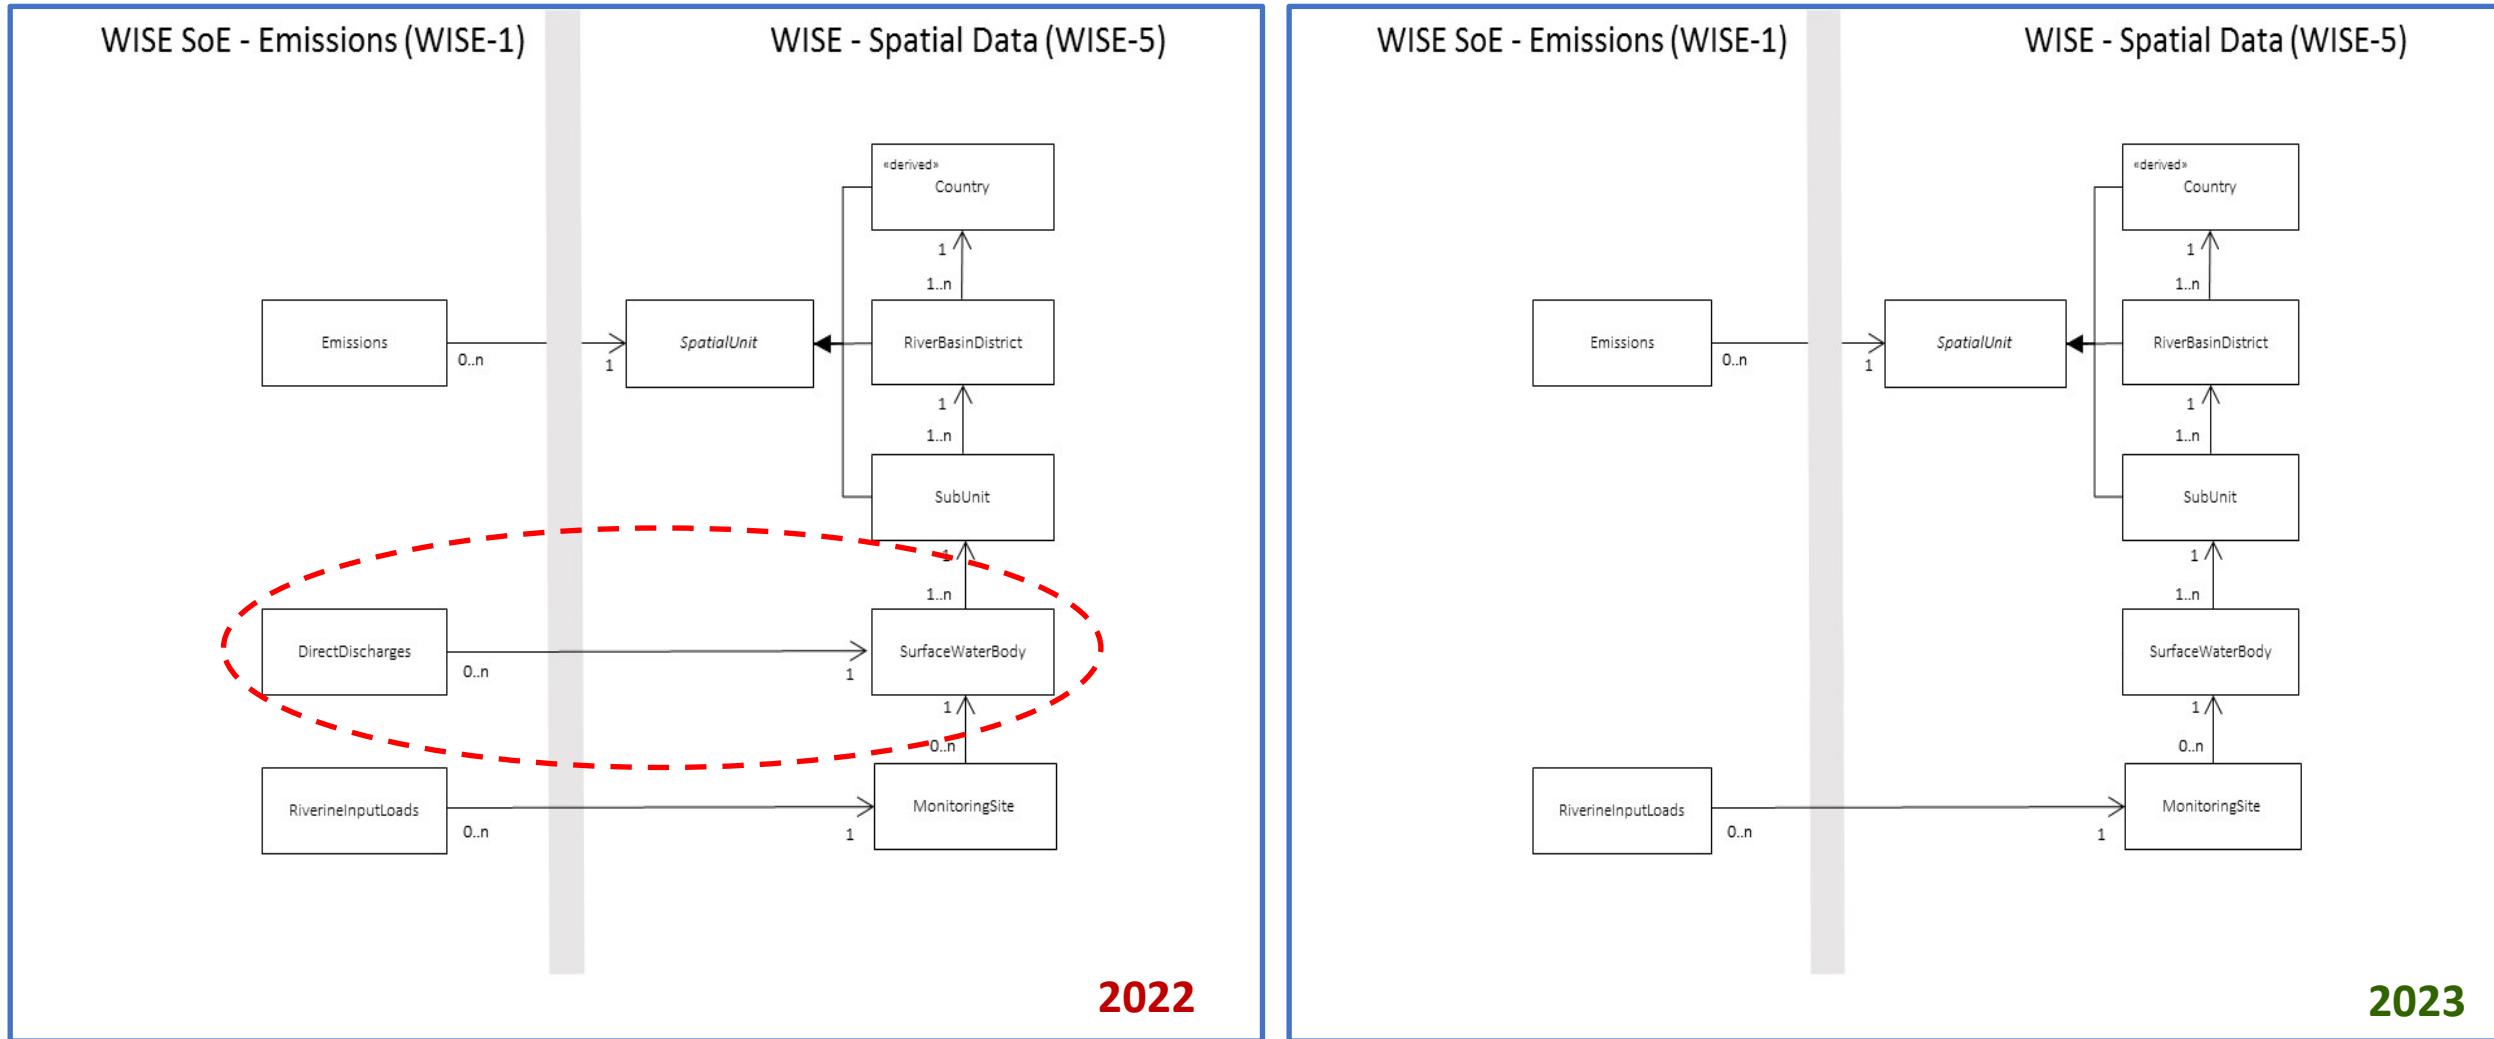 WISE SoE - Emissions (WISE-1)
WISE - Spatial Data (WISE-5)
«derived»
Country
1
1..n
Emissions
0..n
1
SpatialUnit
RiverBasinDistrict
1
1..n
SubUnit
1
1..n
DirectDischarges
0..n
1
SurfaceWaterBody
1
0..n
RiverineInputLoads
0..n
1
MonitoringSite
2022
WISE SoE - Emissions (WISE-1)
WISE - Spatial Data (WISE-5)
«derived»
Country
1
1..n
Emissions
0..n
1
SpatialUnit
RiverBasinDistrict
1
1..n
SubUnit
1
1..n
SurfaceWaterBody
1
0..n
RiverineInputLoads
0..n
1
MonitoringSite
2023